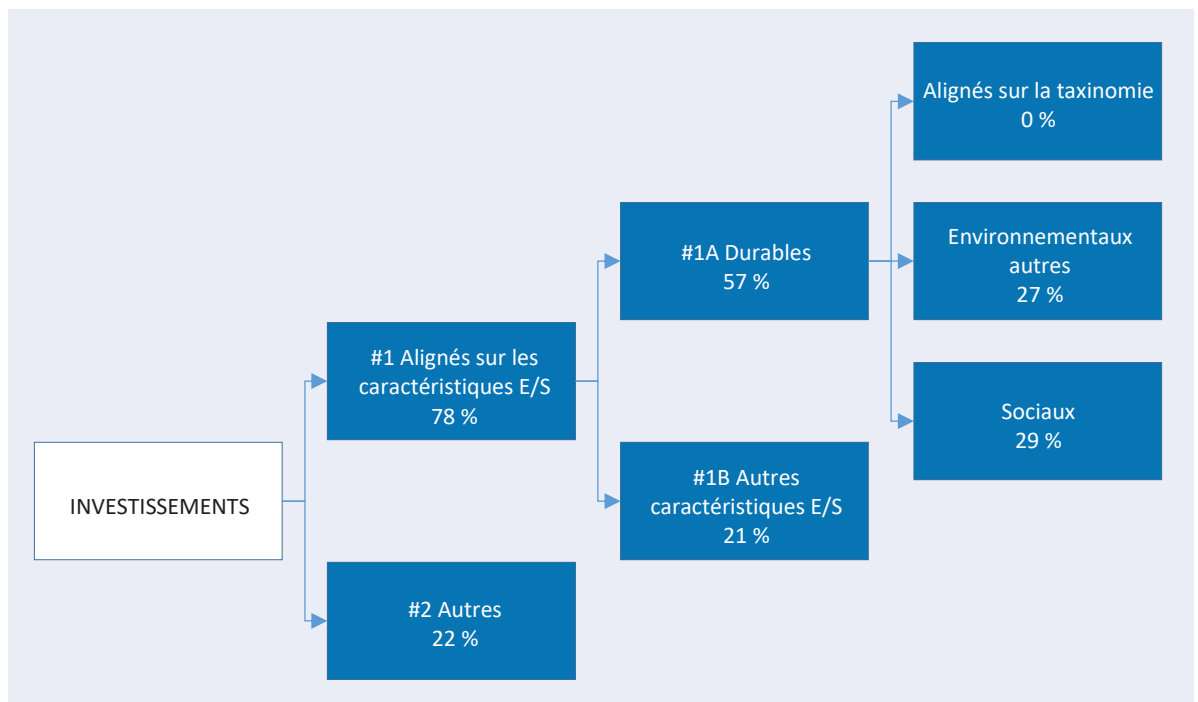 INVESTISSEMENTS
#1 Alignés sur les
caractéristiques E/S
78 %
#2 Autres
22 %
#1A Durables
57 %
#1B Autres
caractéristiques E/S
21 %
Alignés sur la taxinomie
0 %
Environnementaux
autres
27 %
Sociaux
29 %